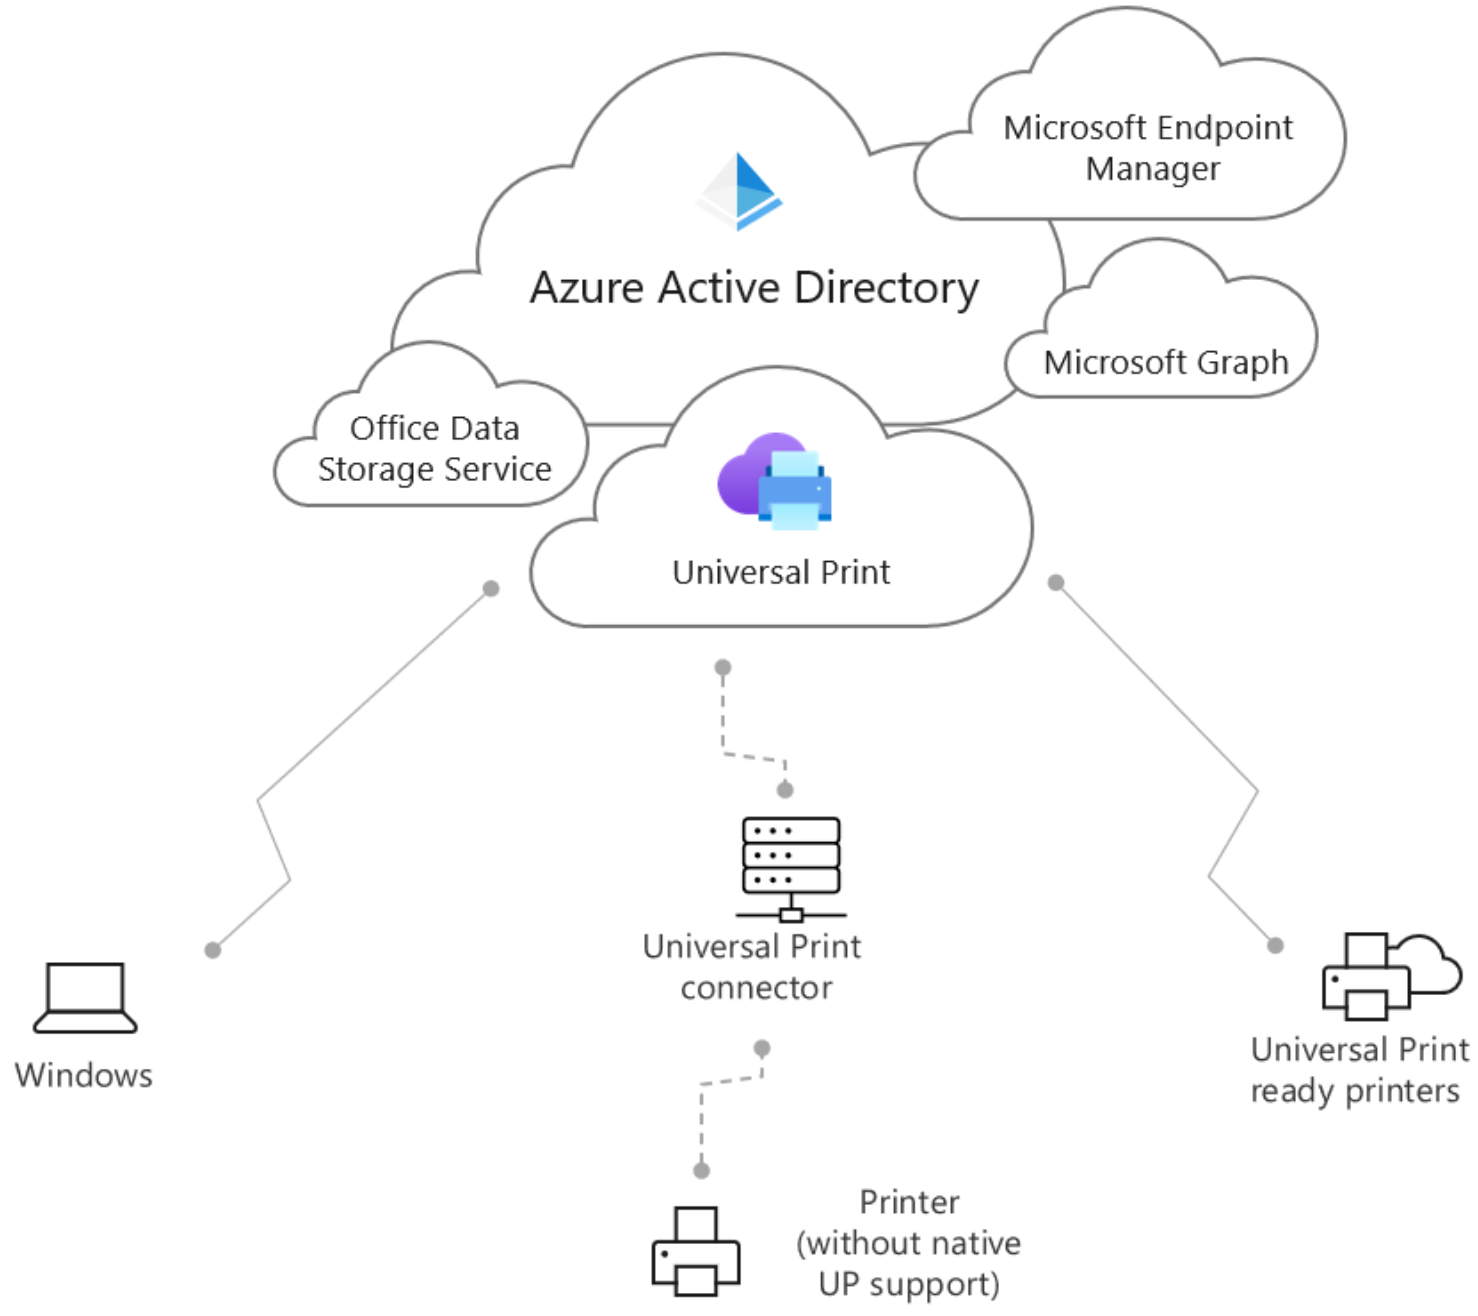 Microsoft Endpoint
Manager
Azure Active Directory
Microsoft Graph
Office Data
Storage Service
Universal Print
Universal Print
connector
Windows
Universal Print
ready printers
Printer
(without native
UP support)